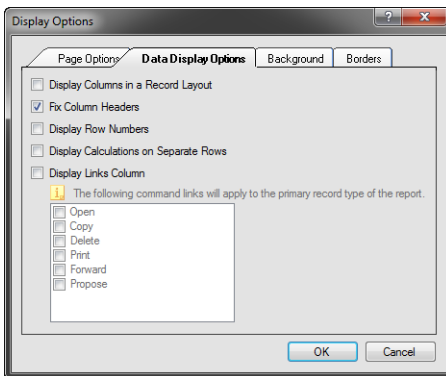 Display Options
?
X
Page Options Data Display Options Background Borders
Display Columns in a Record Layout
Fix Column Headers
Display Row Numbers
Display Calculations on Separate Rows
Display Links Column
The following command links will apply to the primary record type of the report.
Open
Copy
Delete
Print
Forward
Propose
OK Cancel